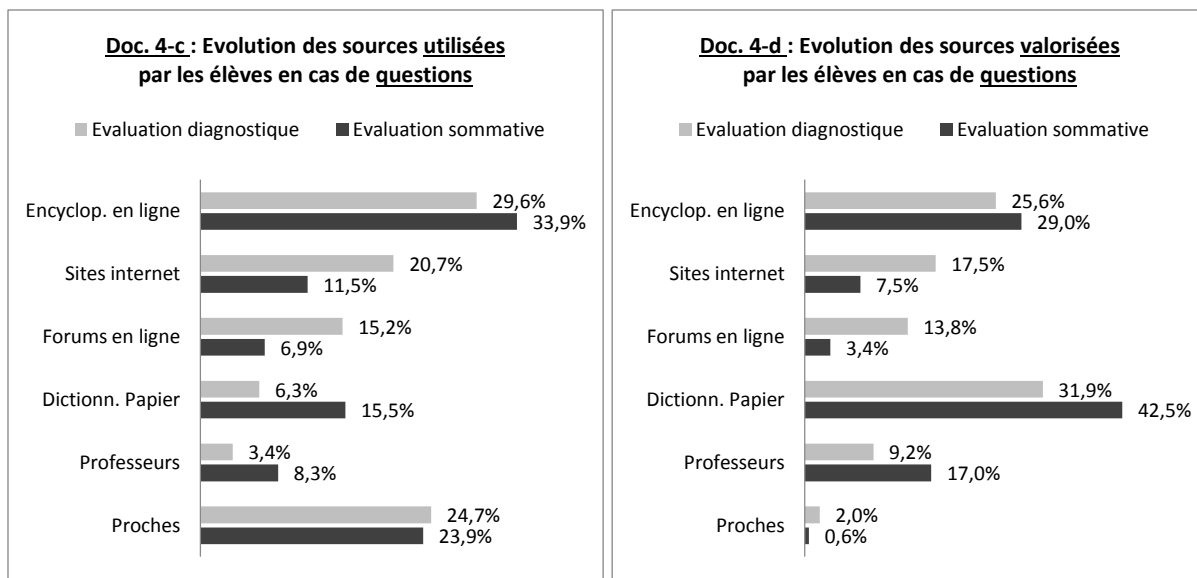 Doc. 4-c : Evolution des sources utilisées
par les élèves en cas de questions
Evaluation diagnostique Evaluation sommative
Encyclop. en ligne 29,6%
33,9%
Sites internet 20,7%
11,5%
Forums en ligne 15,2%
6,9%
Dictionn. Papier 6,3%
15,5%
Professeurs 3,4%
8,3%
Proches 24,7%
23,9%
Doc. 4-d : Evolution des sources valorisées
par les élèves en cas de questions
Evaluation diagnostique Evaluation sommative
Encyclop. en ligne 25,6%
29,0%
Sites internet 17,5%
7,5%
Forums en ligne 13,8%
3,4%
Dictionn. Papier 31,9%
42,5%
Professeurs 9,2%
17,0%
Proches 2,0%
0,6%